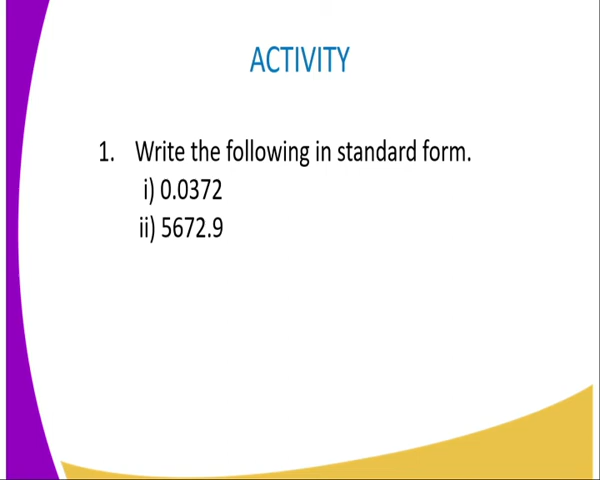 ACTIVITY
1. Write the following in standard form.
i) 0.0372
ii) 5672.9